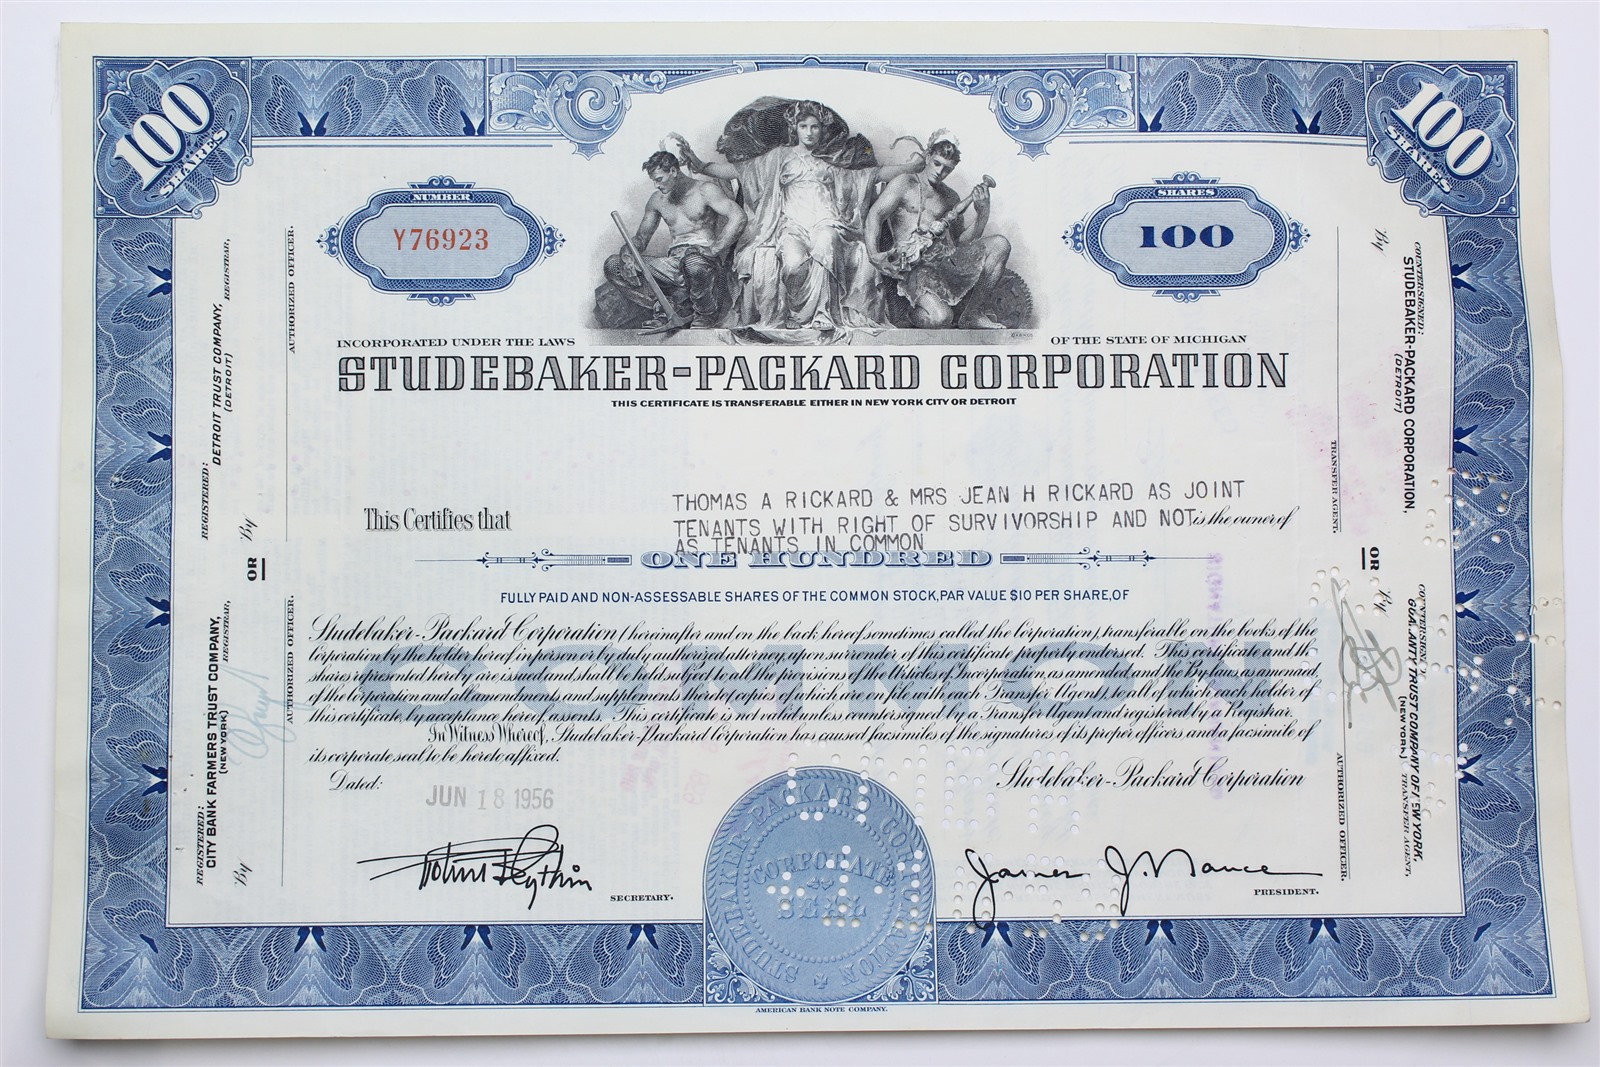 100
SHARES
100
SHARES
NUMBER
Y76923
SHARES
100
INCORPORATED UNDER THE LAWS
OF THE STATE OF MICHIGAN
STUDEBAKER-PACKARD CORPORATION
THIS CERTIFICATE IS TRANSFERABLE EITHER IN NEW YORK CITY OR DETROIT
THOMAS A RICKARD & MRS JEAN H RICKARD AS JOINT
This Certifies that
TENANTS WITH RIGHT OF SURVIVORSHIP AND NOT is the owner of
AS TENANTS IN COMMON
ONE HUNDRED
FULLY PAID AND NON-ASSESSABLE SHARES OF THE COMMON STOCK, PAR VALUE $10 PER SHARE, OF
COMMON
Studebaker-Packard Corporation (hereinafter and on the back hereof sometimes called the Corporation), transferable on the books of the
Corporation by the holder hereof in person or by duly authorized attorney, upon surrender of this certificate properly endorsed. This certificate and the
shares represented hereby are issued and shall be held subject to all the provisions of the Articles of Incorporation, as amended, and the By-laws, as amended,
of the Corporation and all amendments and supplements thereto (copies of which are on file with each Transfer Agent), to all of which each holder of
this certificate, by acceptance hereof, assents. This certificate is not valid unless countersigned by a Transfer Agent and registered by a Registrar.
In Witness Whereof, Studebaker-Packard Corporation has caused facsimiles of the signatures of its proper officers and a facsimile of
its corporate seal to be hereto affixed.
Dated:
JUN 18 1956
Studebaker-Packard Corporation
SECRETARY.
James J. Nance
PRESIDENT.
STUDEBAKER-PACKARD CORPORATION
CORPORATE
SEAL
AMERICAN BANK NOTE COMPANY.
REGISTERED:
DETROIT TRUST COMPANY,
(DETROIT)
REGISTRAR,
By
AUTHORIZED OFFICER.
OR
REGISTERED:
CITY BANK FARMERS TRUST COMPANY,
(NEW YORK)
REGISTRAR,
By
AUTHORIZED OFFICER.
COUNTERSIGNED:
STUDEBAKER-PACKARD CORPORATION,
(DETROIT)
By
TRANSFER AGENT.
OR
COUNTERSIGNED:
GUARANTY TRUST COMPANY OF NEW YORK,
(NEW YORK)
TRANSFER AGENT,
By
AUTHORIZED OFFICER.